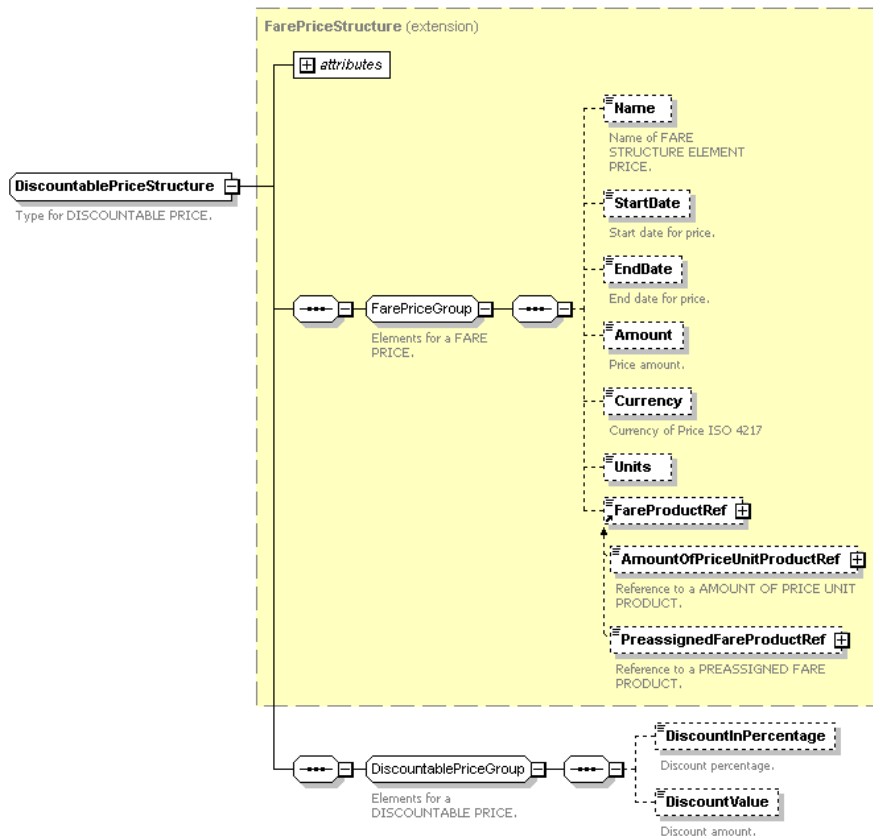 FarePriceStructure (extension)
attributes
Name
Name of FARE
STRUCTURE ELEMENT
PRICE.
DiscountablePriceStructure
Type for DISCOUNTABLE PRICE.
StartDate
Start date for price.
EndDate
End date for price.
FarePriceGroup
Elements for a FARE
PRICE.
Amount
Price amount.
Currency
Currency of Price ISO 4217
Units
FareProductRef
AmountOfPriceUnitProductRef
Reference to a AMOUNT OF PRICE UNIT
PRODUCT.
PreassignedFareProductRef
Reference to a PREASSIGNED FARE
PRODUCT.
DiscountablePriceGroup
Elements for a
DISCOUNTABLE PRICE.
DiscountInPercentage
Discount percentage.
DiscountValue
Discount amount.